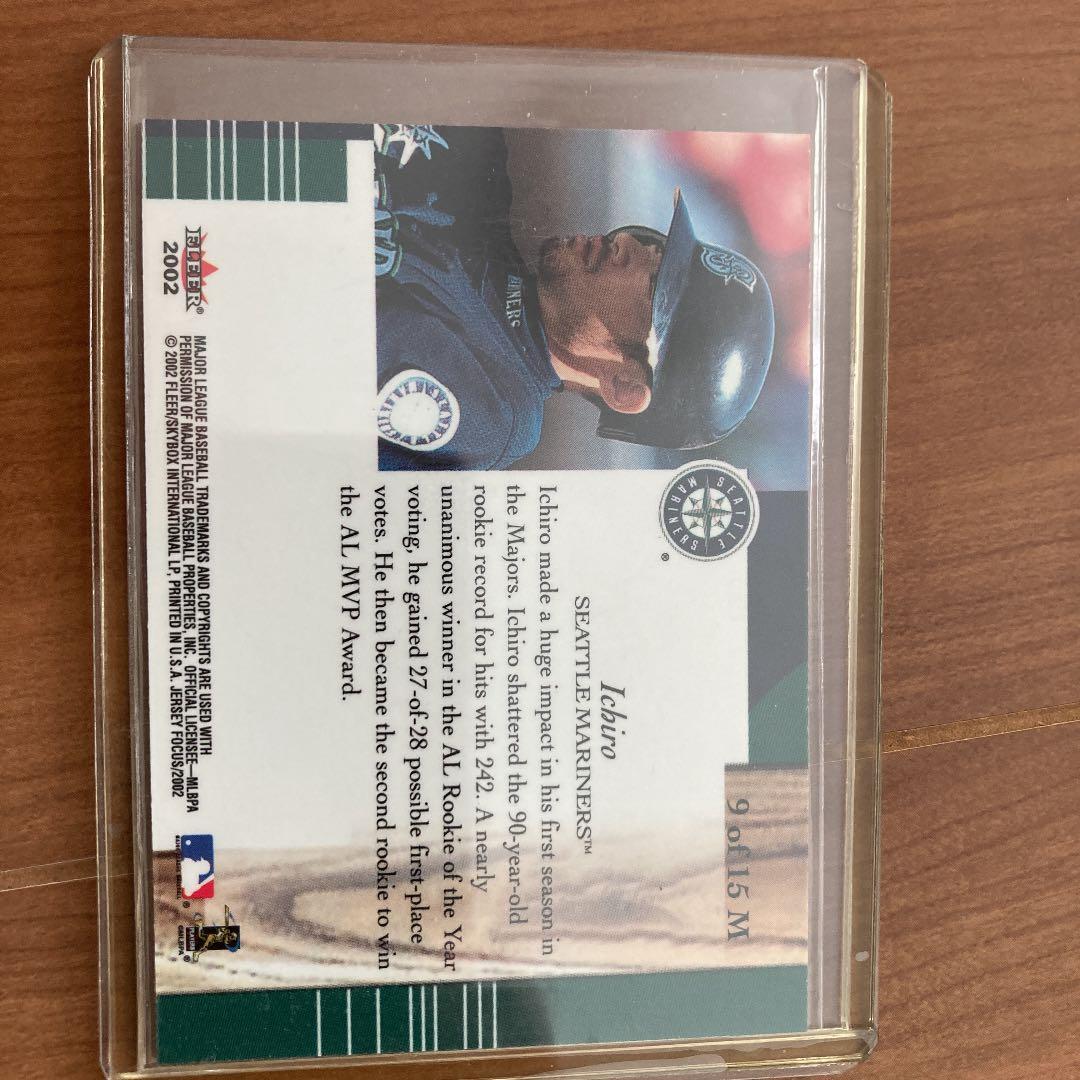 9 of 15 M
SEATTLE
MARINERS
®
Ichiro
SEATTLE MARINERS™
Ichiro made a huge impact in his first season in
the Majors. Ichiro shattered the 90-year-old
rookie record for hits with 242. A nearly
unanimous winner in the AL Rookie of the Year
voting, he gained 27-of-28 possible first-place
votes. He then became the second rookie to win
the AL MVP Award.
FLEER®
2002
MAJOR LEAGUE BASEBALL TRADEMARKS AND COPYRIGHTS ARE USED WITH
PERMISSION OF MAJOR LEAGUE BASEBALL PROPERTIES, INC. OFFICIAL LICENSEE—MLBPA
© 2002 FLEER/SKYBOX INTERNATIONAL LP, PRINTED IN U.S.A. JERSEY FOCUS/2002
PLAYERS
©MLBPA
®